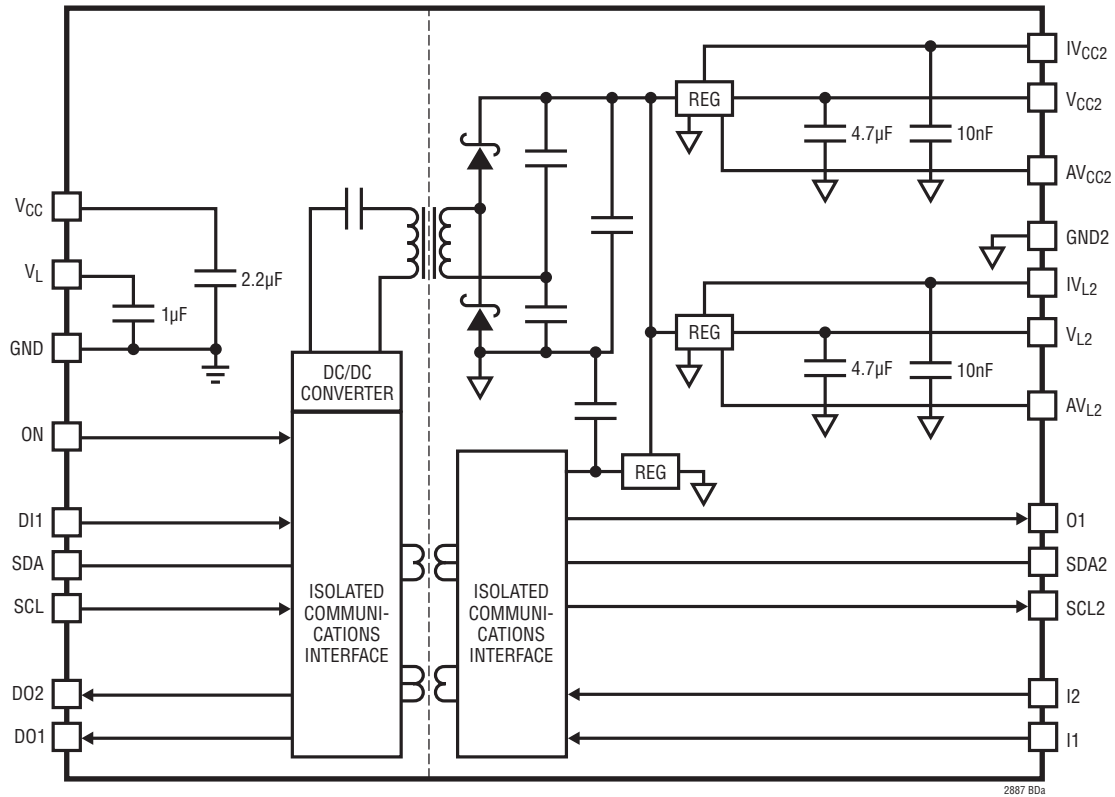 IVCC2
REG
VCC2
4.7µF
10nF
AVCC2
VCC
GND2
VL
2.2µF
IVL2
1µF
REG
VL2
GND
DC/DC
CONVERTER
4.7µF
10nF
AVL2
ON
REG
DI1
O1
SDA
SDA2
SCL
SCL2
ISOLATED
COMMUNI-
CATIONS
INTERFACE
ISOLATED
COMMUNI-
CATIONS
INTERFACE
DO2
I2
DO1
I1
2887 BDa